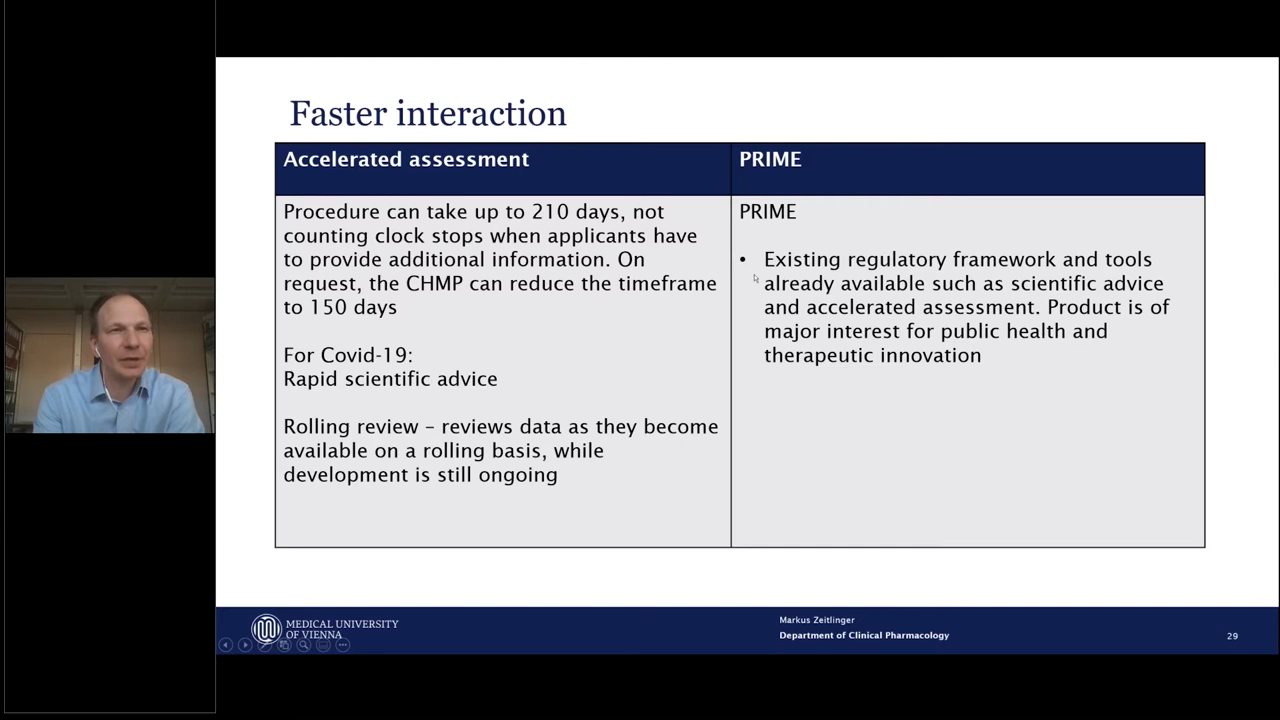 Faster interaction
Accelerated assessment
Procedure can take up to 210 days, not
counting clock stops when applicants have
to provide additional information. On
request, the CHMP can reduce the timeframe
to 150 days
For Covid-19:
Rapid scientific advice
Rolling review – reviews data as they become
available on a rolling basis, while
development is still ongoing
PRIME
PRIME
• Existing regulatory framework and tools
already available such as scientific advice
and accelerated assessment. Product is of
major interest for public health and
therapeutic innovation
MEDICAL UNIVERSITY
OF VIENNA
Markus Zeitlinger
Department of Clinical Pharmacology
29